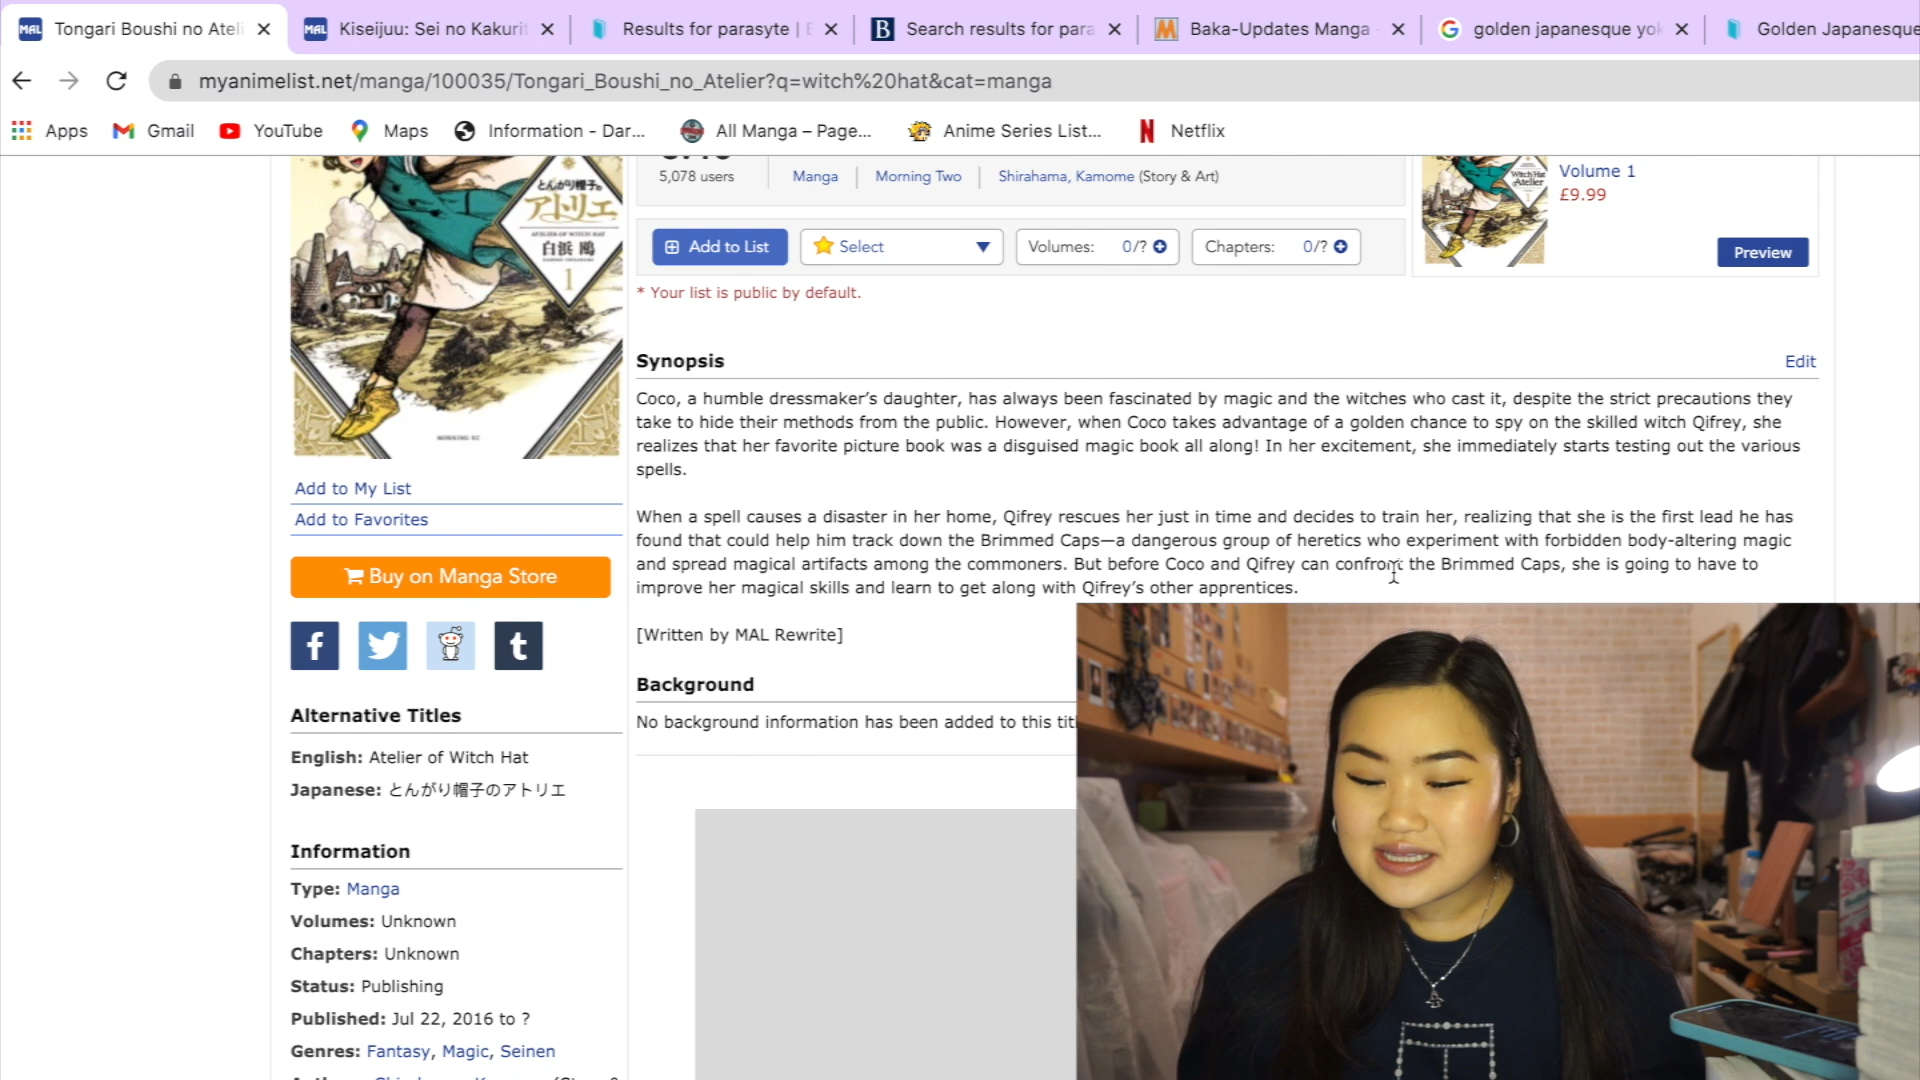 Tongari Boushi no Ateli
Kiseijuu: Sei no Kakurit
Results for parasyte |
Search results for para
Baka-Updates Manga
golden japanesque yok
Golden Japanesque
myanimelist.net/manga/100035/Tongari_Boushi_no_Atelier?q=witch%20hat&cat=manga
Apps
Gmail
YouTube
Maps
Information - Dar...
All Manga – Page...
Anime Series List...
Netflix
とんがり帽子の
アトリエ
ATELIER OF WITCH HAT
白浜 鴎
1
MORNING KC
5,078 users
Manga
Morning Two
Shirahama, Kamome (Story & Art)
Witch Hat
Atelier
Volume 1
£9.99
Preview
Add to List
Select
Volumes: 0/?
Chapters: 0/?
* Your list is public by default.
Synopsis
Edit
Coco, a humble dressmaker’s daughter, has always been fascinated by magic and the witches who cast it, despite the strict precautions they
take to hide their methods from the public. However, when Coco takes advantage of a golden chance to spy on the skilled witch Qifrey, she
realizes that her favorite picture book was a disguised magic book all along! In her excitement, she immediately starts testing out the various
spells.
When a spell causes a disaster in her home, Qifrey rescues her just in time and decides to train her, realizing that she is the first lead he has
found that could help him track down the Brimmed Caps—a dangerous group of heretics who experiment with forbidden body-altering magic
and spread magical artifacts among the commoners. But before Coco and Qifrey can confront the Brimmed Caps, she is going to have to
improve her magical skills and learn to get along with Qifrey’s other apprentices.
[Written by MAL Rewrite]
Background
No background information has been added to this titl
Add to My List
Add to Favorites
Buy on Manga Store
Alternative Titles
English: Atelier of Witch Hat
Japanese: とんがり帽子のアトリエ
Information
Type: Manga
Volumes: Unknown
Chapters: Unknown
Status: Publishing
Published: Jul 22, 2016 to ?
Genres: Fantasy, Magic, Seinen